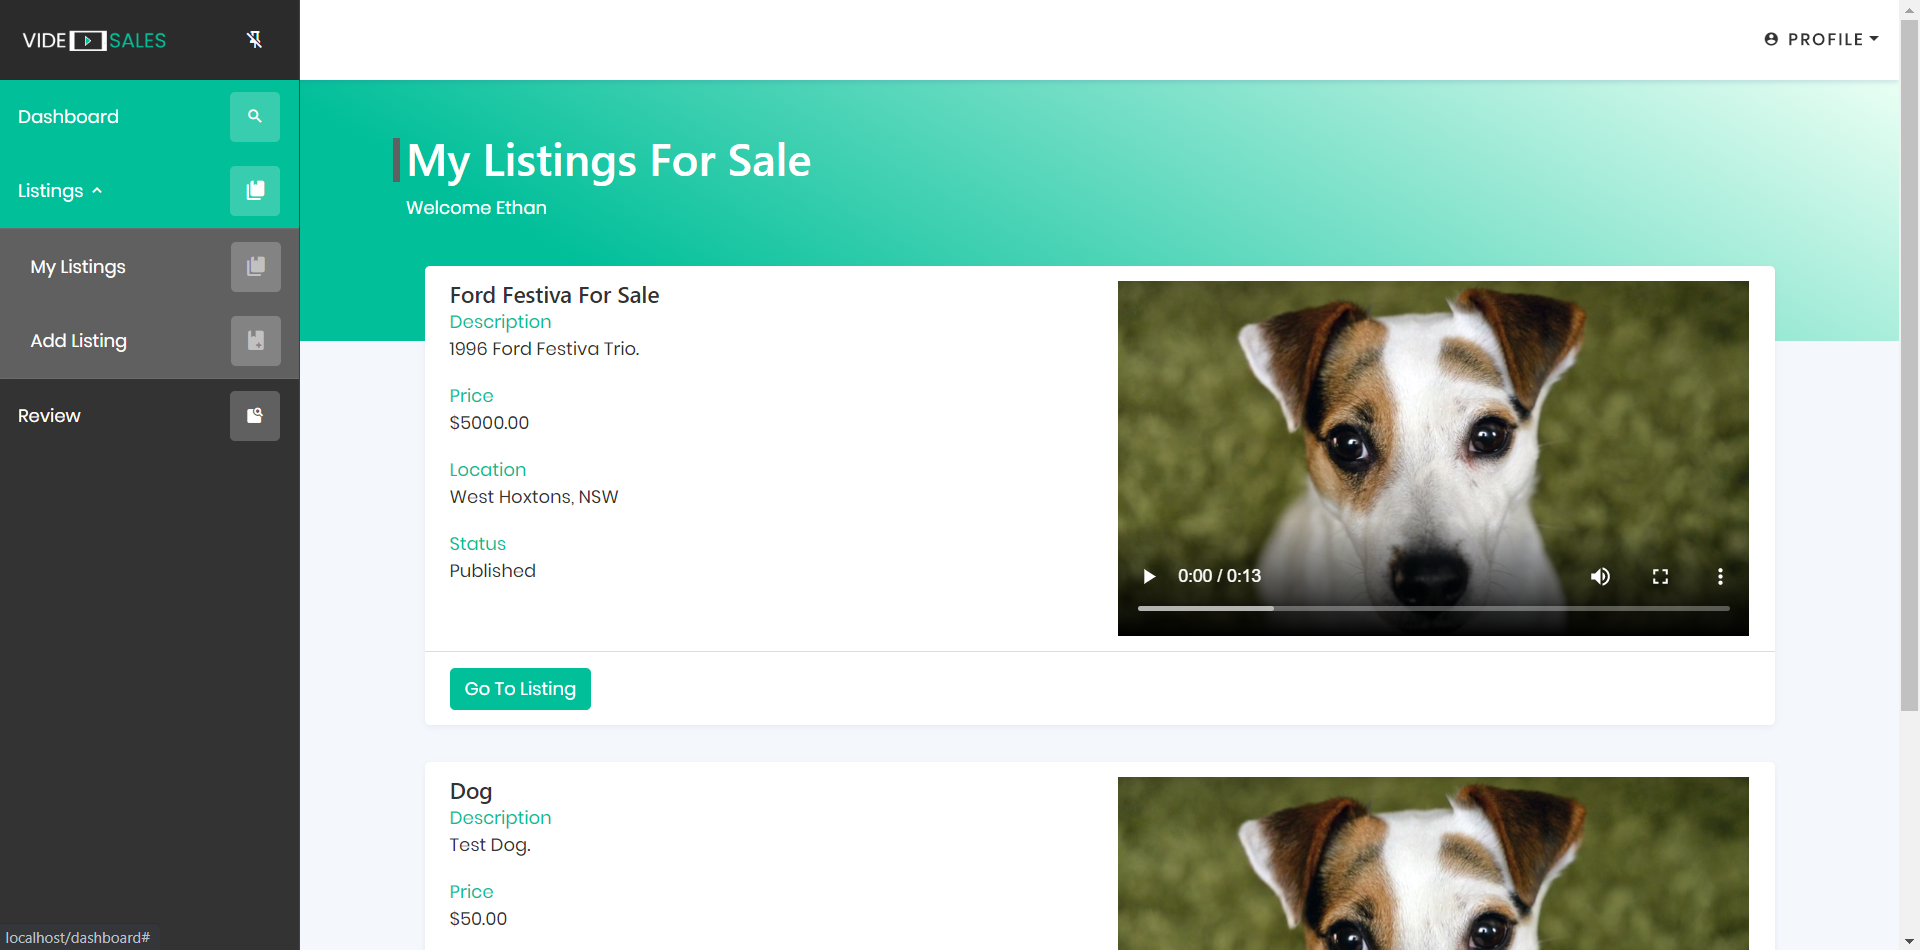 VIDE SALES
PROFILE
Dashboard
Listings
My Listings
Add Listing
Review
My Listings For Sale
Welcome Ethan
Ford Festiva For Sale
Description
1996 Ford Festiva Trio.
Price
$5000.00
Location
West Hoxtons, NSW
Status
Published
0:00 / 0:13
Go To Listing
Dog
Description
Test Dog.
Price
$50.00
localhost/dashboard#